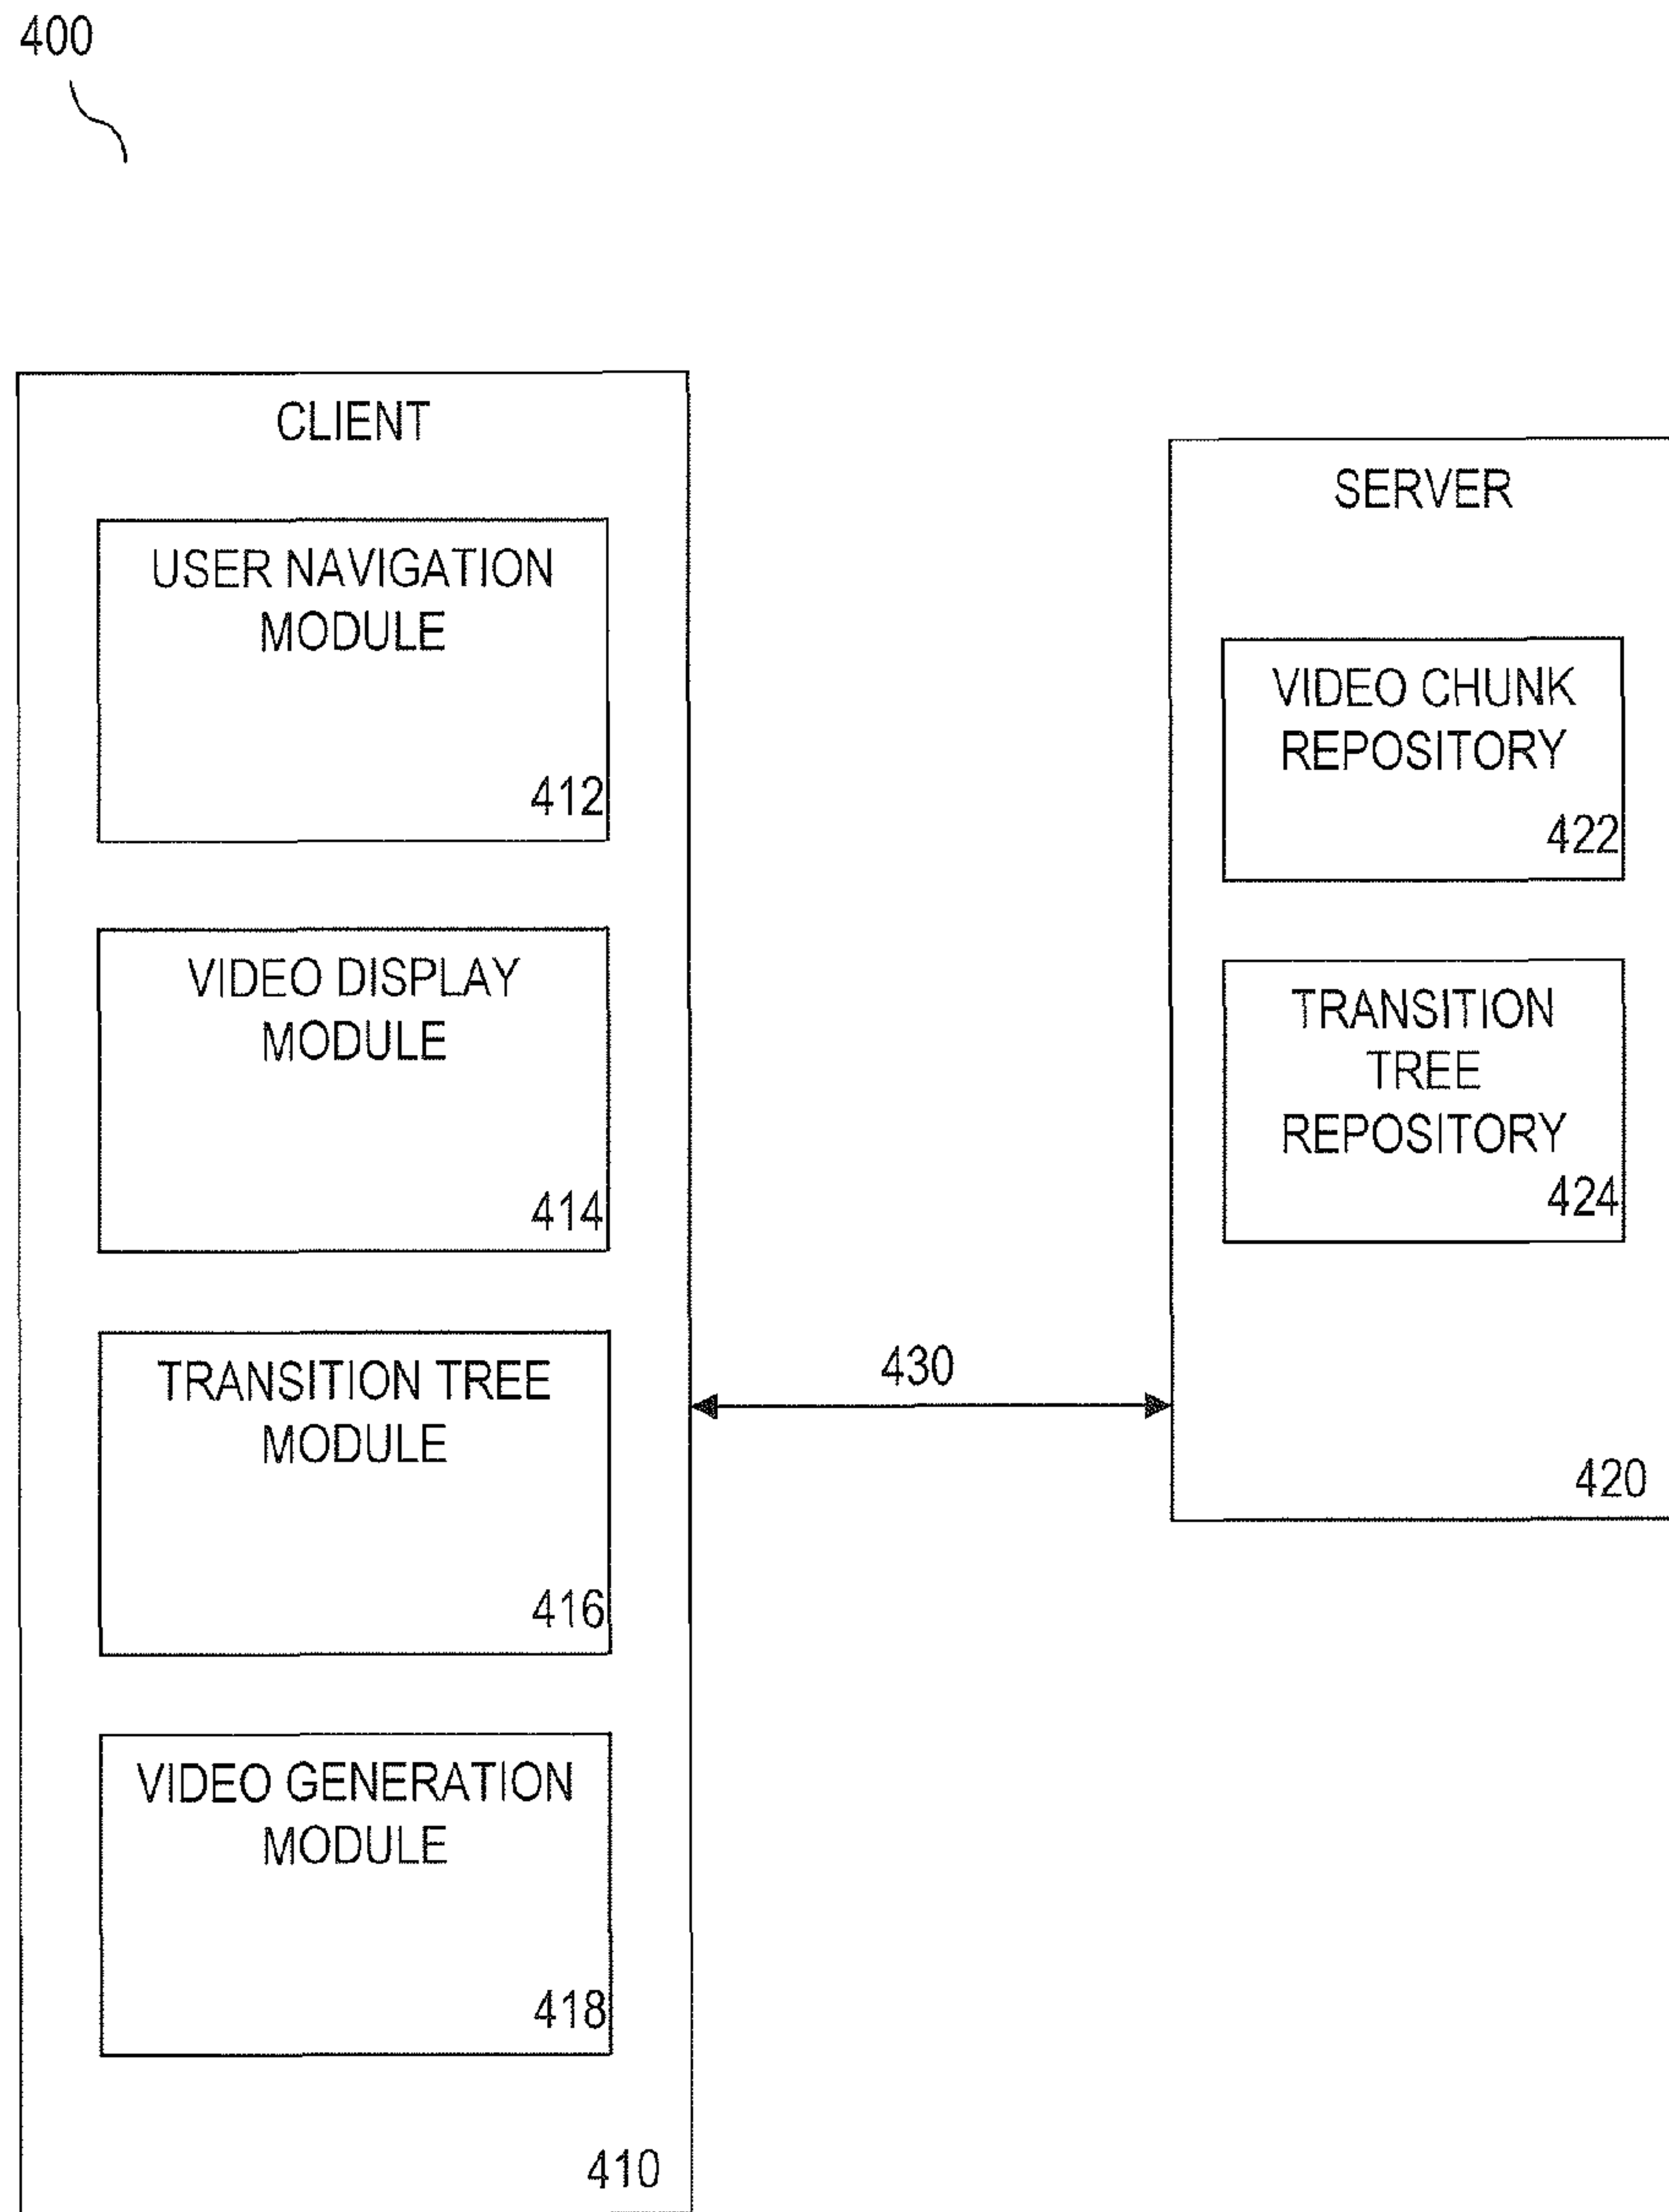 400
CLIENT
USER NAVIGATION
MODULE
412
VIDEO DISPLAY
MODULE
414
TRANSITION TREE
MODULE
416
VIDEO GENERATION
MODULE
418
410
430
SERVER
VIDEO CHUNK
REPOSITORY
422
TRANSITION
TREE
REPOSITORY
424
420